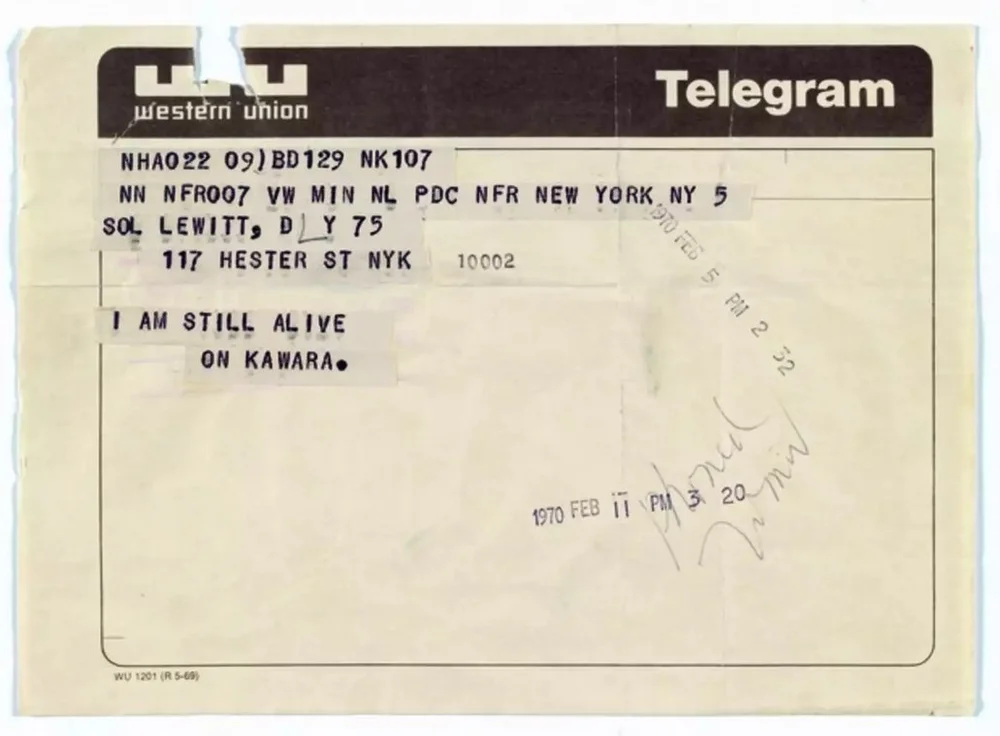 western union
Telegram
NHA022 09)BD129 NK107
NN NFR007 VW MIN NL PDC NFR NEW YORK NY 5
SOL LEWITT, DLY 75
117 HESTER ST NYK 10002
I AM STILL ALIVE
ON KAWARA.
1970 FEB 5 PM 2 32
1970 FEB 11 PM 3 20
phoned
WU 1201 (R 5-69)